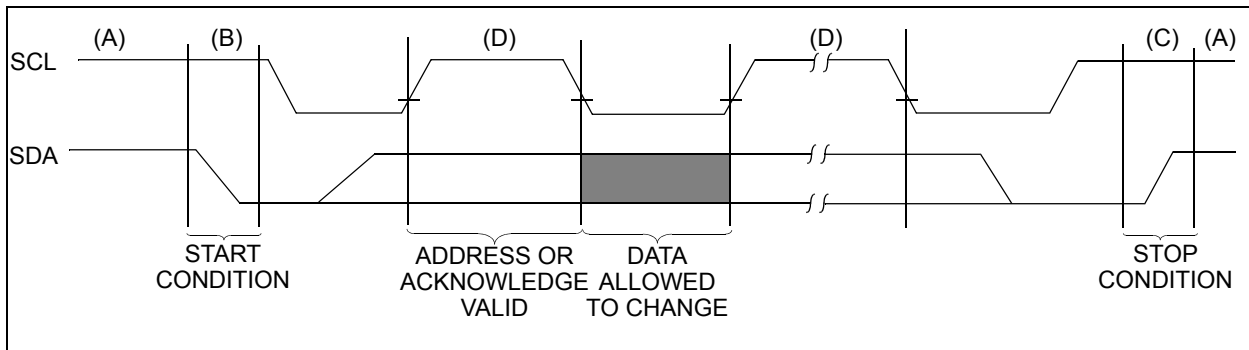 (A) (B) (D) (D) (C) (A)
SCL
SDA
START
CONDITION
ADDRESS OR
ACKNOWLEDGE
VALID
DATA
ALLOWED
TO CHANGE
STOP
CONDITION